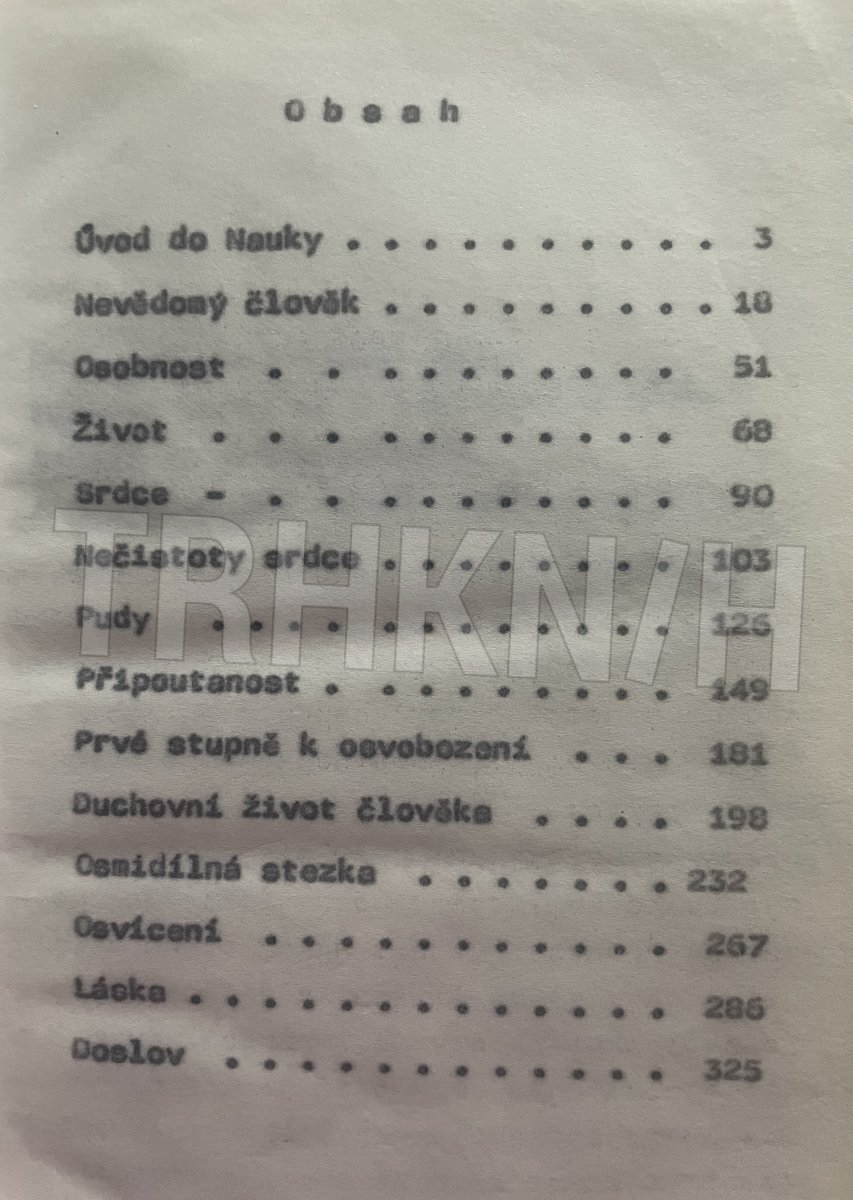 O b s a h
Úvod do Nauky . . . . . . . . . . 3
Nevědomý člověk . . . . . . . . . 18
Osobnost . . . . . . . . . . 51
Život . . . . . . . . . . . 68
Srdce - . . . . . . . . . . 90
Nečistoty srdce . . . . . . . . 103
TRHKNIH
Pudy . . . . . . . . . . . . 126
Připoutanost . . . . . . . . . 149
Prvé stupně k osvobození . . . 181
Duchovní život člověka . . . . 198
Osmidílná stezka . . . . . . . 232
Osvícení . . . . . . . . . . . 267
Láska . . . . . . . . . . . . . 286
Doslov . . . . . . . . . . . . 325